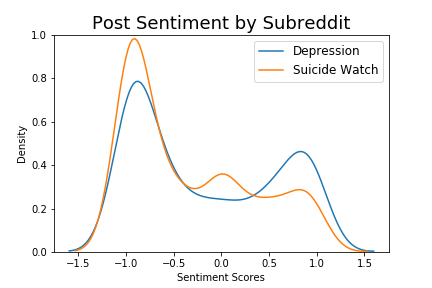 Post Sentiment by Subreddit
Depression
Suicide Watch
Density
1.0
0.8
0.6
0.4
0.2
0.0
−1.5 −1.0 −0.5 0.0 0.5 1.0 1.5
Sentiment Scores